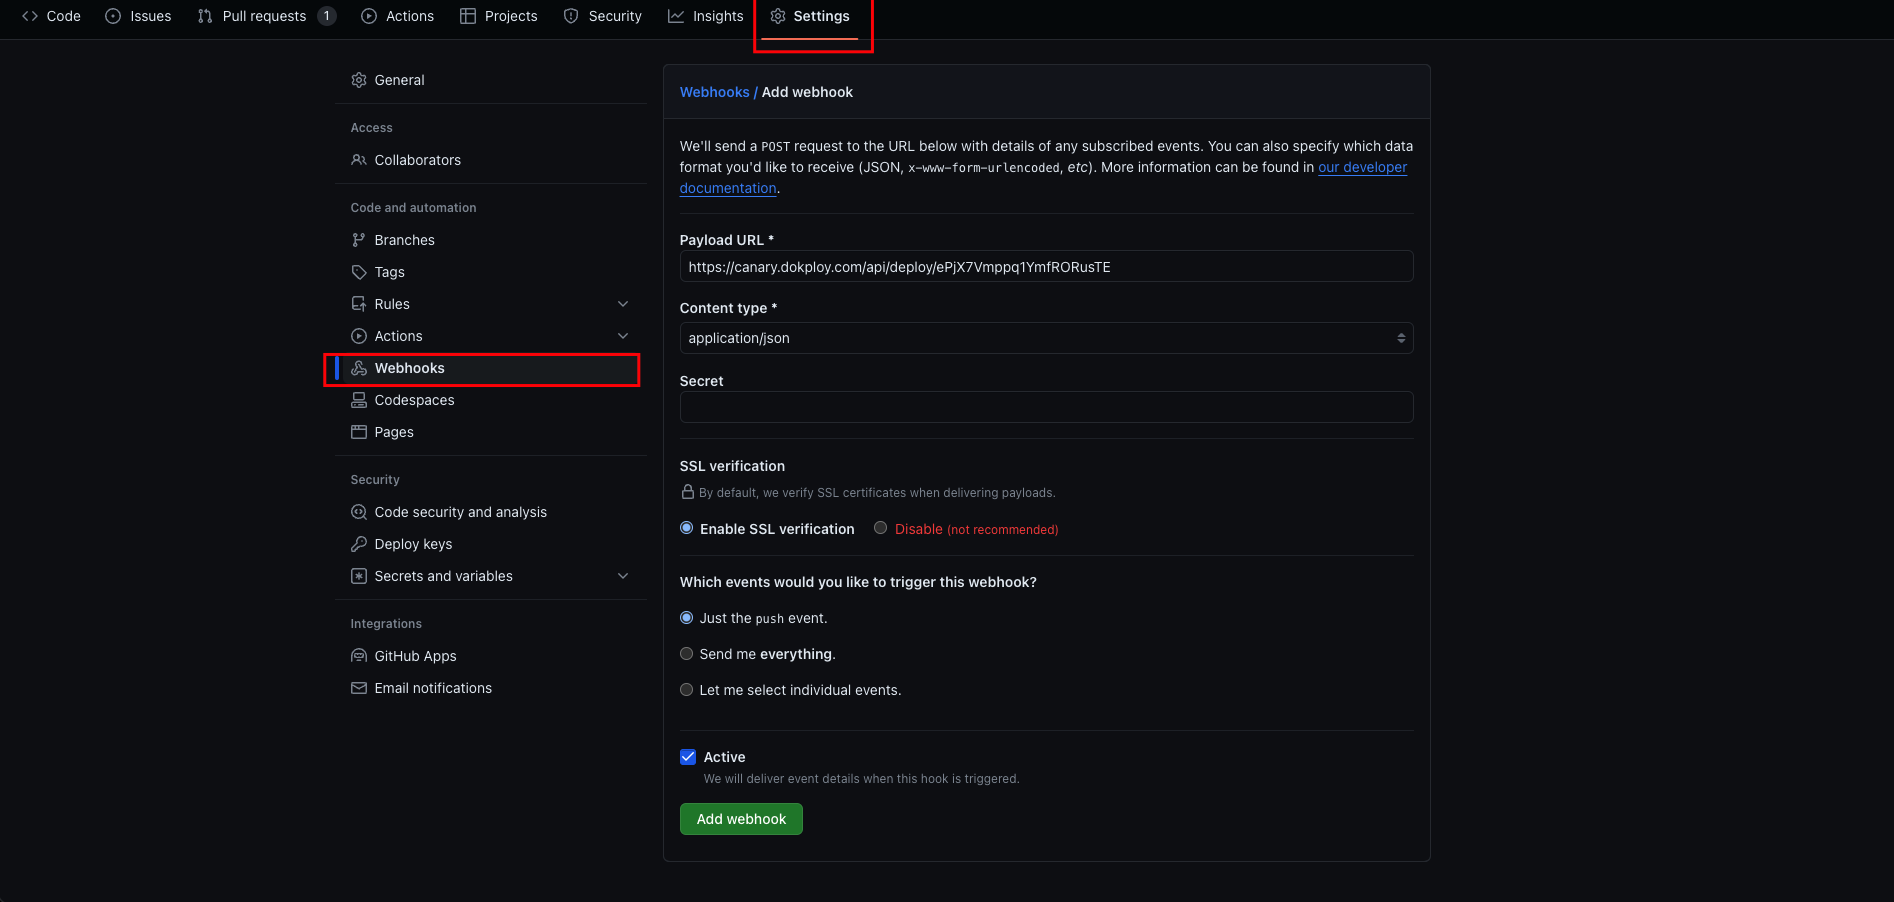 Code Issues Pull requests 1 Actions Projects Security Insights Settings
General
Access
Collaborators
Code and automation
Branches
Tags
Rules
Actions
Webhooks
Codespaces
Pages
Security
Code security and analysis
Deploy keys
Secrets and variables
Integrations
GitHub Apps
Email notifications
Webhooks / Add webhook
We'll send a POST request to the URL below with details of any subscribed events. You can also specify which data
format you'd like to receive (JSON, x-www-form-urlencoded, etc). More information can be found in our developer
documentation.
Payload URL *
https://canary.dokploy.com/api/deploy/ePjX7Vmppq1YmfRORusTE
Content type *
application/json
Secret
SSL verification
By default, we verify SSL certificates when delivering payloads.
Enable SSL verification Disable (not recommended)
Which events would you like to trigger this webhook?
Just the push event.
Send me everything.
Let me select individual events.
Active
We will deliver event details when this hook is triggered.
Add webhook